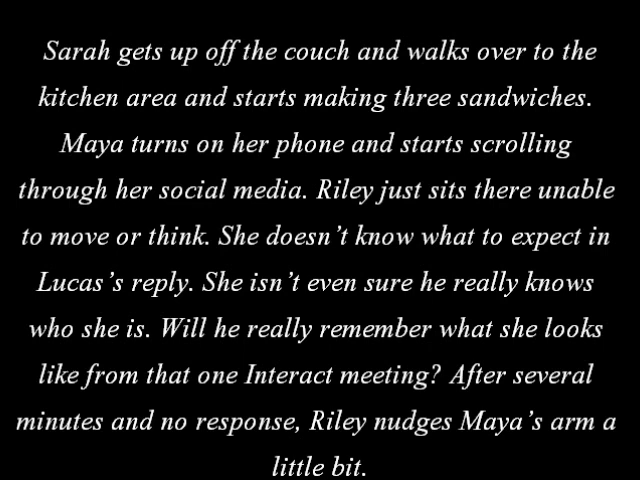 Sarah gets up off the couch and walks over to the
kitchen area and starts making three sandwiches.
Maya turns on her phone and starts scrolling
through her social media. Riley just sits there unable
to move or think. She doesn’t know what to expect in
Lucas’s reply. She isn’t even sure he really knows
who she is. Will he really remember what she looks
like from that one Interact meeting? After several
minutes and no response, Riley nudges Maya’s arm a
little bit.